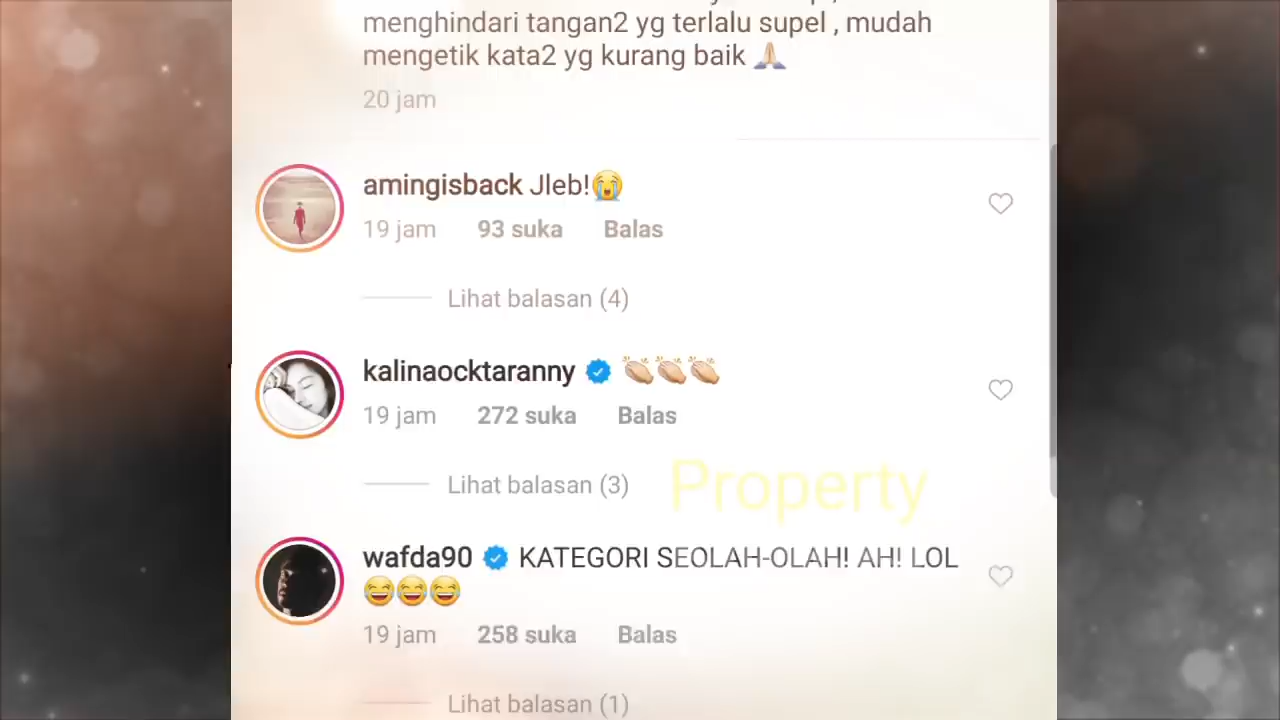 menghindari tangan2 yg terlalu supel , mudah
mengetik kata2 yg kurang baik 🙏🏼
20 jam
amingisback Jleb!😭
19 jam 93 suka Balas
Lihat balasan (4)
kalinaocktaranny 👏🏼👏🏼👏🏼
19 jam 272 suka Balas
Lihat balasan (3)
Property
wafda90 KATEGORI SEOLAH-OLAH! AH! LOL
😂😂😂
19 jam 258 suka Balas
Lihat balasan (1)